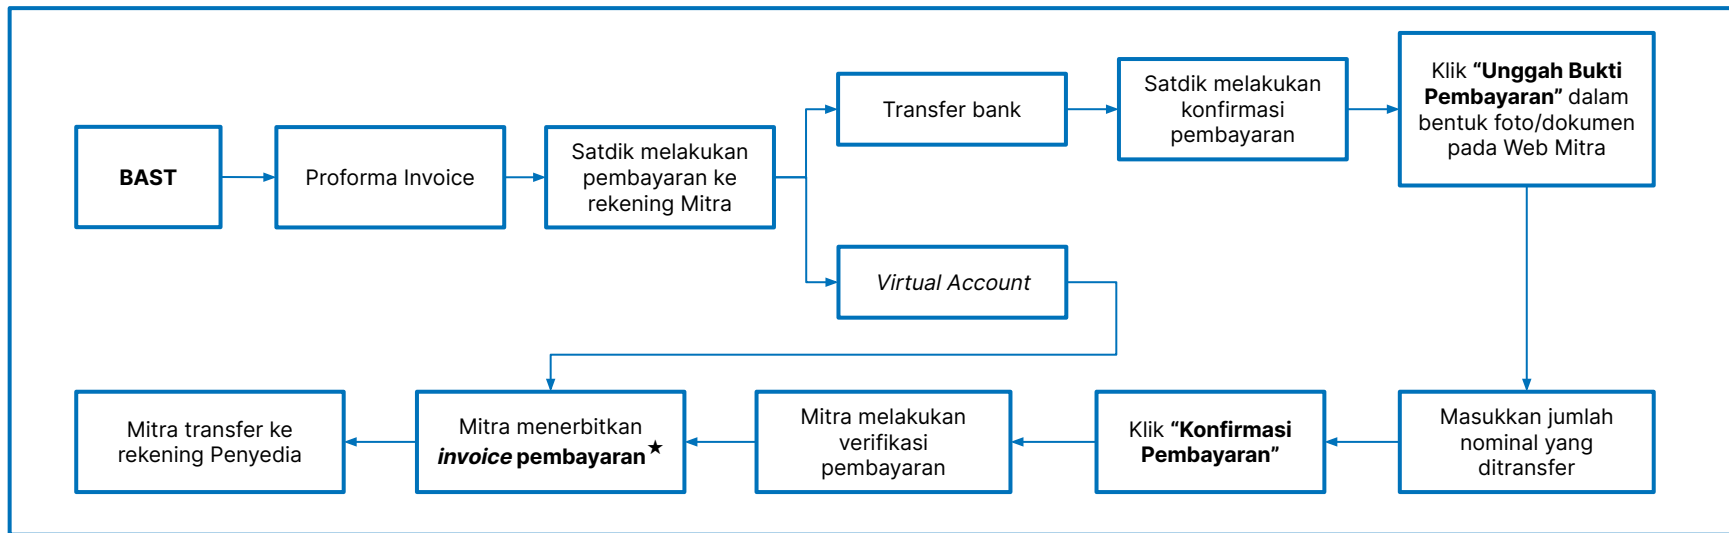 BAST
Proforma Invoice
Satdik melakukan
pembayaran ke
rekening Mitra
Transfer bank
Satdik melakukan
konfirmasi
pembayaran
Klik “Unggah Bukti
Pembayaran” dalam
bentuk foto/dokumen
pada Web Mitra
Virtual Account
Masukkan jumlah
nominal yang
ditransfer
Klik “Konfirmasi
Pembayaran”
Mitra melakukan
verifikasi
pembayaran
Mitra menerbitkan
invoice pembayaran★
Mitra transfer ke
rekening Penyedia